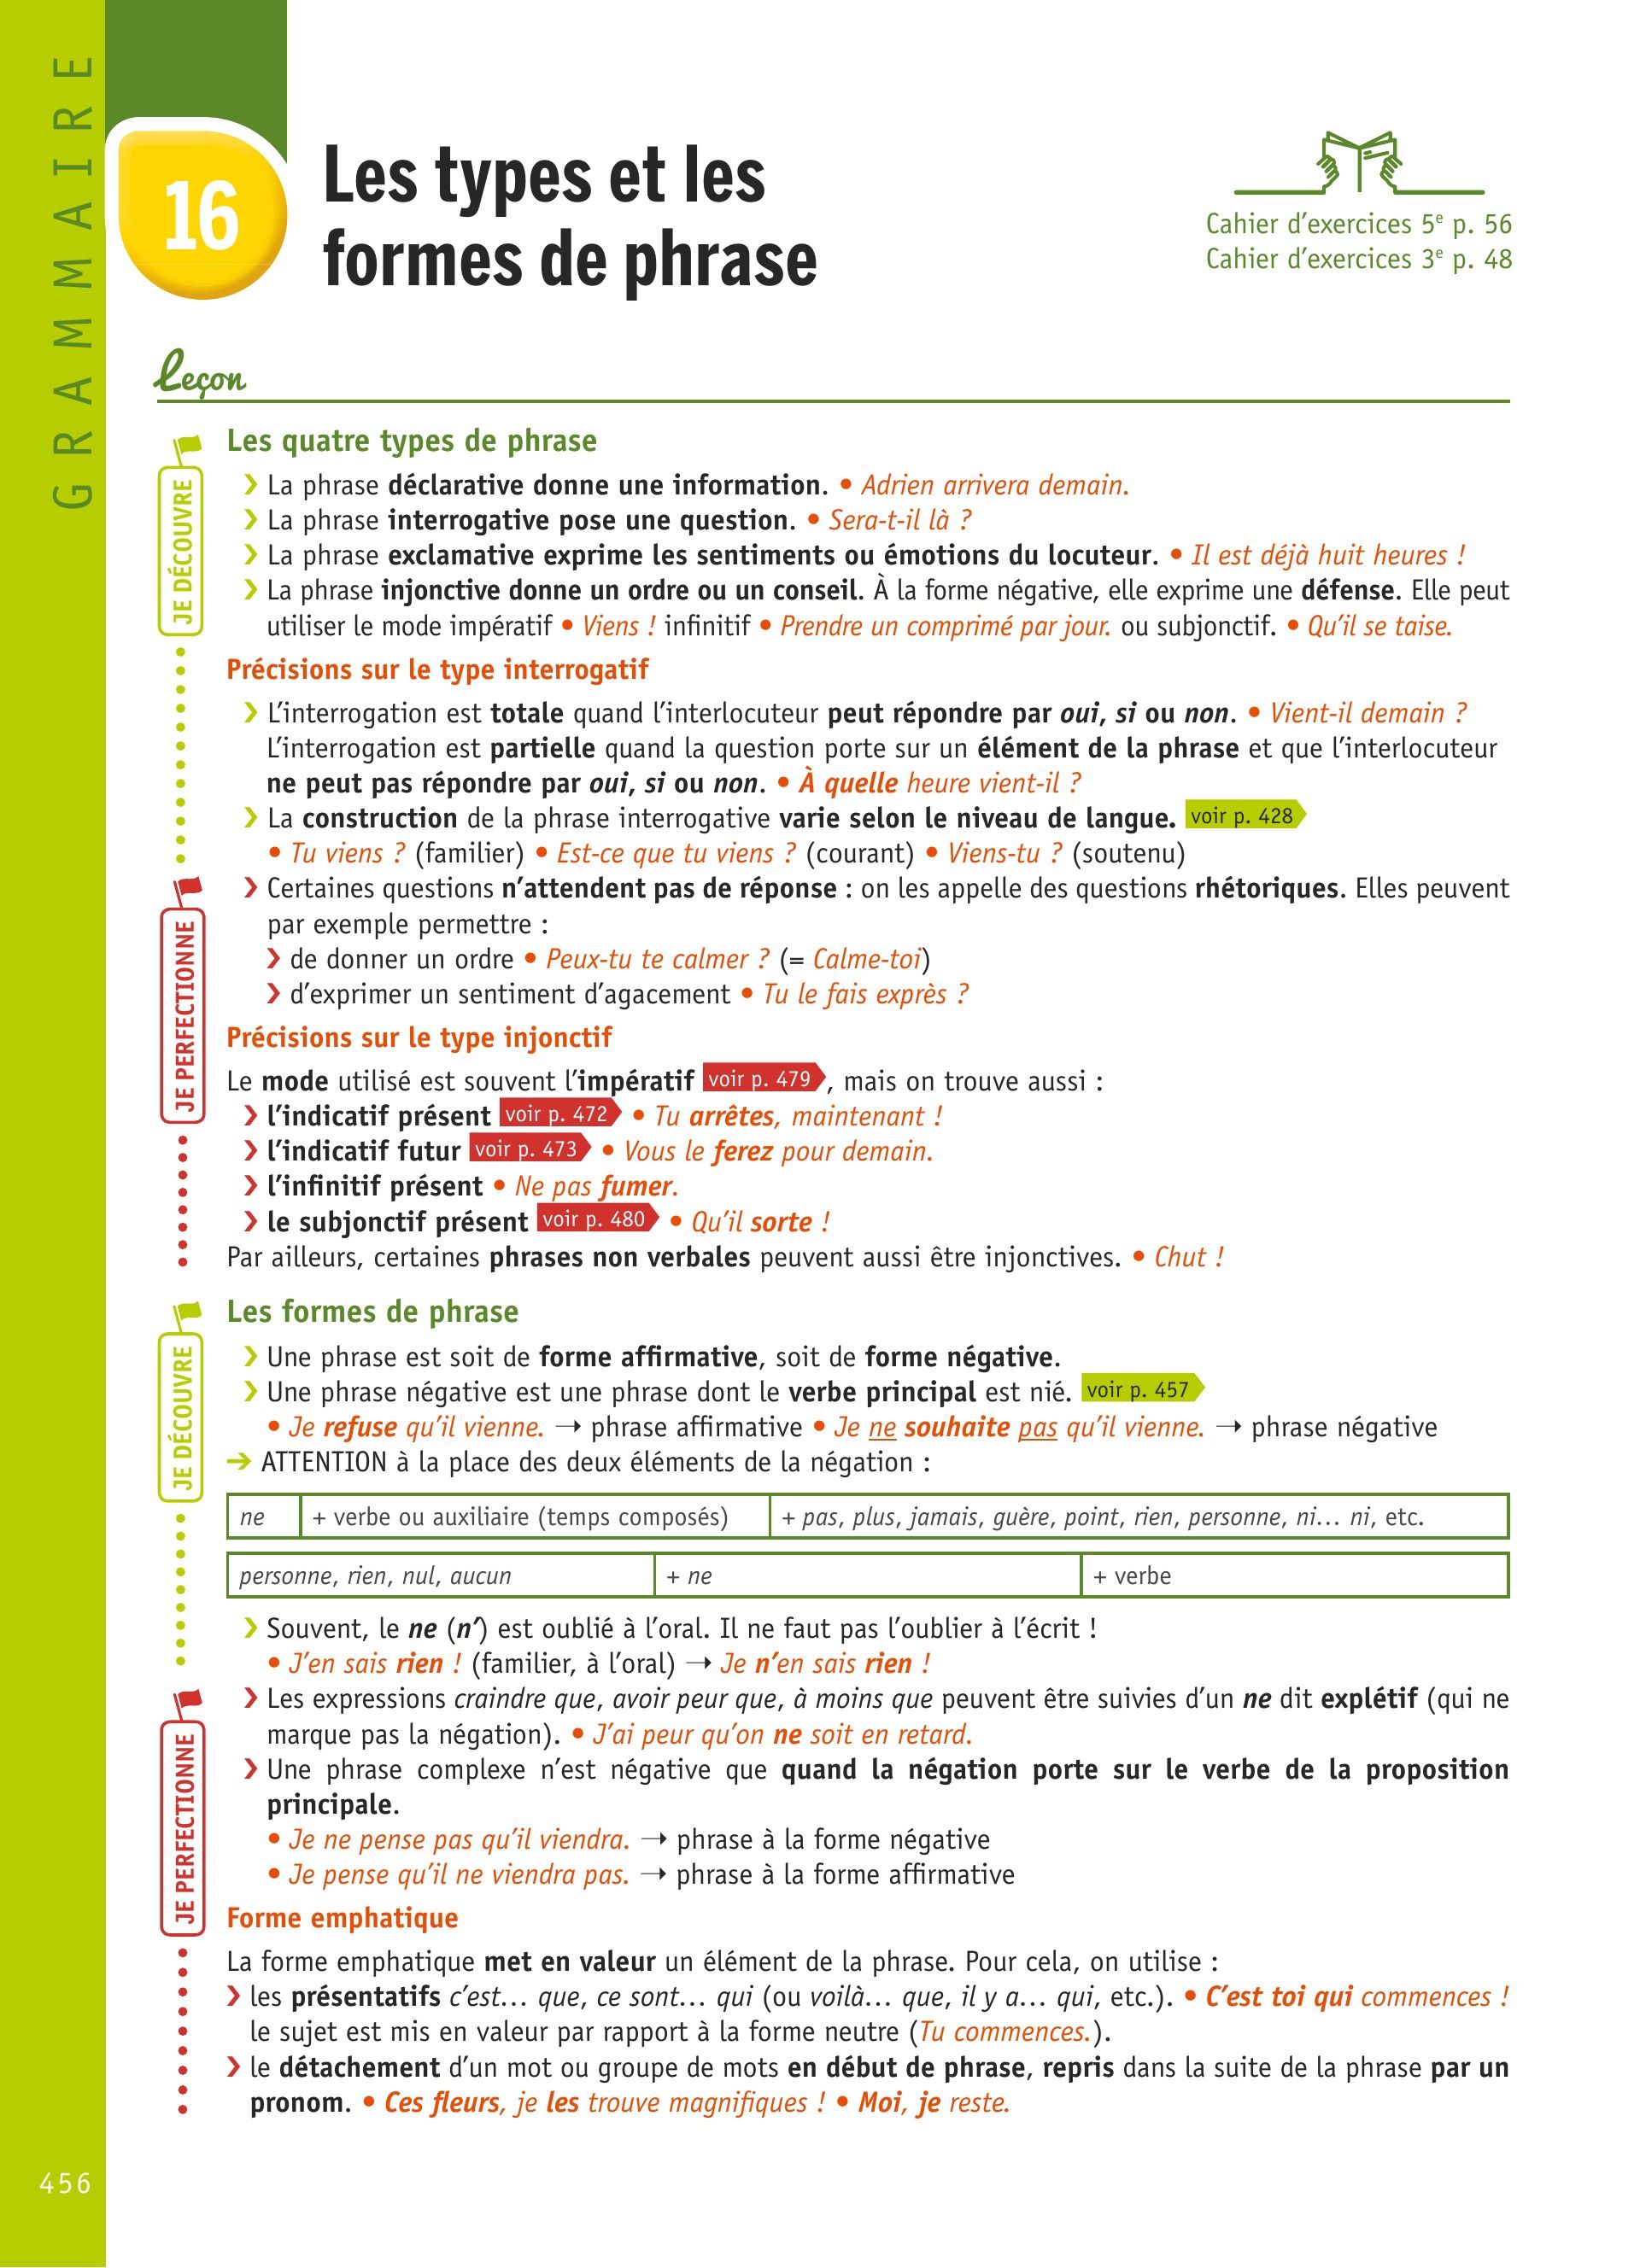 GRAMMAIRE
16
Les types et les
formes de phrase
Cahier d'exercices 5e p. 56
Cahier d'exercices 3e p. 48
Leçon
JE DÉCOUVRE
Les quatre types de phrase
❯ La phrase déclarative donne une information. • Adrien arrivera demain.
❯ La phrase interrogative pose une question. • Sera-t-il là ?
❯ La phrase exclamative exprime les sentiments ou émotions du locuteur. • Il est déjà huit heures !
❯ La phrase injonctive donne un ordre ou un conseil. À la forme négative, elle exprime une défense. Elle peut
utiliser le mode impératif • Viens ! infinitif • Prendre un comprimé par jour. ou subjonctif. • Qu'il se taise.
Précisions sur le type interrogatif
❯ L'interrogation est totale quand l'interlocuteur peut répondre par oui, si ou non. • Vient-il demain ?
L'interrogation est partielle quand la question porte sur un élément de la phrase et que l'interlocuteur
ne peut pas répondre par oui, si ou non. • À quelle heure vient-il ?
❯ La construction de la phrase interrogative varie selon le niveau de langue. voir p. 428
• Tu viens ? (familier) • Est-ce que tu viens ? (courant) • Viens-tu ? (soutenu)
JE PERFECTIONNE
❯ Certaines questions n'attendent pas de réponse : on les appelle des questions rhétoriques. Elles peuvent
par exemple permettre :
❯ de donner un ordre • Peux-tu te calmer ? (= Calme-toi)
❯ d'exprimer un sentiment d'agacement • Tu le fais exprès ?
Précisions sur le type injonctif
Le mode utilisé est souvent l'impératif voir p. 479, mais on trouve aussi :
❯ l'indicatif présent voir p. 472 • Tu arrêtes, maintenant !
❯ l'indicatif futur voir p. 473 • Vous le ferez pour demain.
❯ l'infinitif présent • Ne pas fumer.
❯ le subjonctif présent voir p. 480 • Qu'il sorte !
Par ailleurs, certaines phrases non verbales peuvent aussi être injonctives. • Chut !
JE DÉCOUVRE
Les formes de phrase
❯ Une phrase est soit de forme affirmative, soit de forme négative.
❯ Une phrase négative est une phrase dont le verbe principal est nié. voir p. 457
• Je refuse qu'il vienne. → phrase affirmative • Je ne souhaite pas qu'il vienne. → phrase négative
→ ATTENTION à la place des deux éléments de la négation :
ne + verbe ou auxiliaire (temps composés) + pas, plus, jamais, guère, point, rien, personne, ni... ni, etc.
personne, rien, nul, aucun + ne + verbe
❯ Souvent, le ne (n') est oublié à l'oral. Il ne faut pas l'oublier à l'écrit !
• J'en sais rien ! (familier, à l'oral) → Je n'en sais rien !
JE PERFECTIONNE
❯ Les expressions craindre que, avoir peur que, à moins que peuvent être suivies d'un ne dit explétif (qui ne
marque pas la négation). • J'ai peur qu'on ne soit en retard.
❯ Une phrase complexe n'est négative que quand la négation porte sur le verbe de la proposition
principale.
• Je ne pense pas qu'il viendra. → phrase à la forme négative
• Je pense qu'il ne viendra pas. → phrase à la forme affirmative
Forme emphatique
La forme emphatique met en valeur un élément de la phrase. Pour cela, on utilise :
❯ les présentatifs c'est... que, ce sont... qui (ou voilà... que, il y a... qui, etc.). • C'est toi qui commences !
le sujet est mis en valeur par rapport à la forme neutre (Tu commences.).
❯ le détachement d'un mot ou groupe de mots en début de phrase, repris dans la suite de la phrase par un
pronom. • Ces fleurs, je les trouve magnifiques ! • Moi, je reste.
456